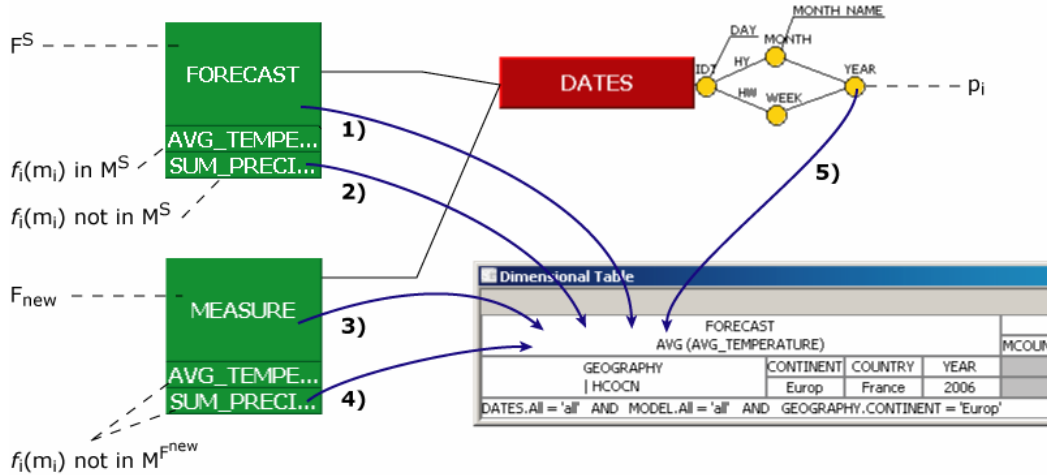 MONTH NAME
DAY
MONTH
F^S
FORECAST
DATES
IDT
HY
HW
YEAR
WEEK
p_i
1)
AVG_TEMPE...
f_i(m_i) in M^S
SUM_PRECI...
2)
5)
f_i(m_i) not in M^S
Dimensional Table
F_new
MEASURE
3)
FORECAST
AVG (AVG_TEMPERATURE)
MCOUN
GEOGRAPHY
| HCOCN
CONTINENT COUNTRY YEAR
Europ France 2006
AVG_TEMPE...
SUM_PRECI...
4)
DATES.All = 'all' AND MODEL.All = 'all' AND GEOGRAPHY.CONTINENT = 'Europ'
f_i(m_i) not in M^F^new